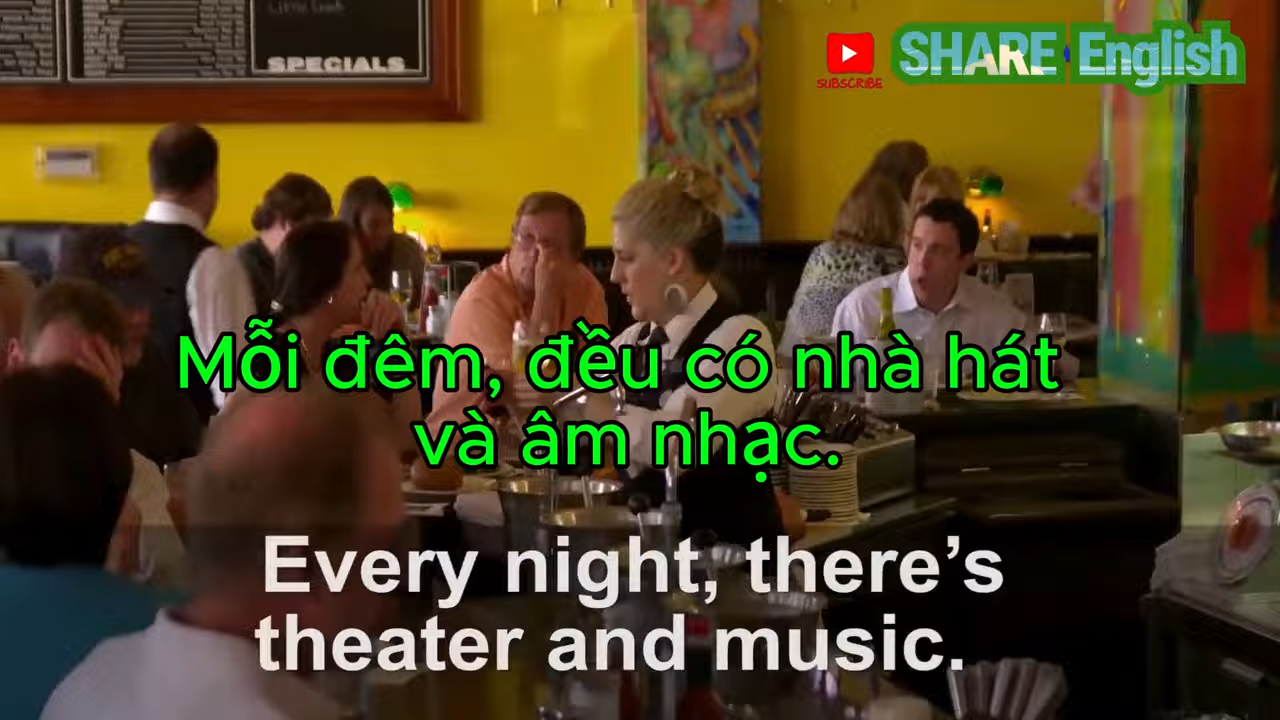 SPECIALS
SUBSCRIBE
SHARE English
Mỗi đêm, đều có nhà hát
và âm nhạc.
Every night, there's
theater and music.